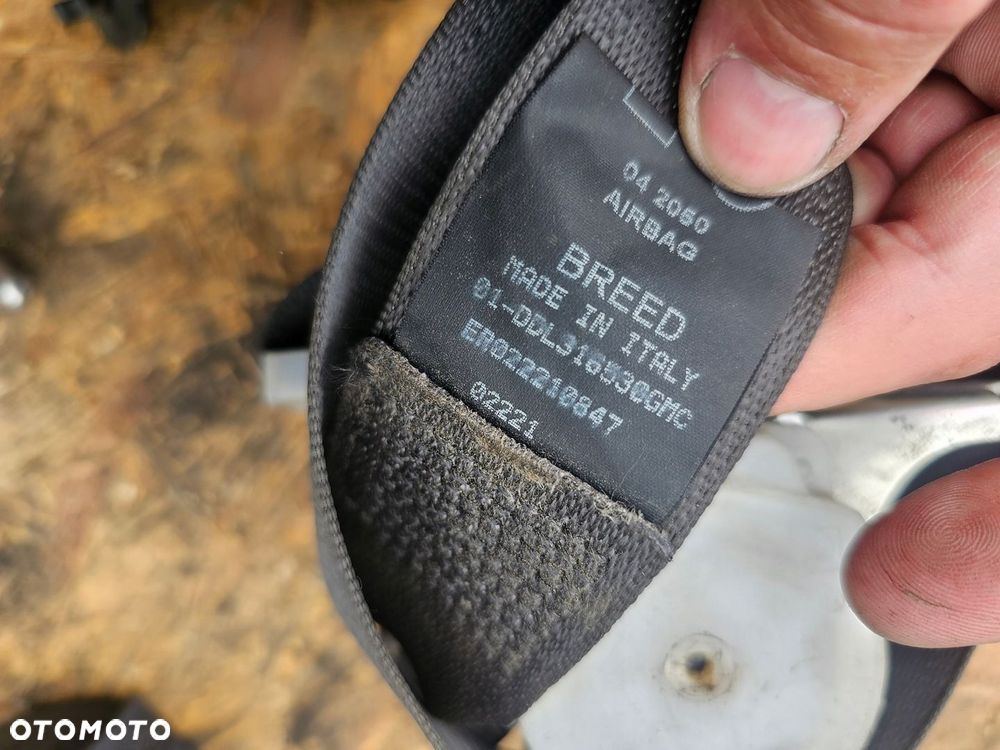 04 2060
AIRBAG
BREED
MADE IN ITALY
01-DDL316530GMC
ER022210847
02221
OTOMOTO